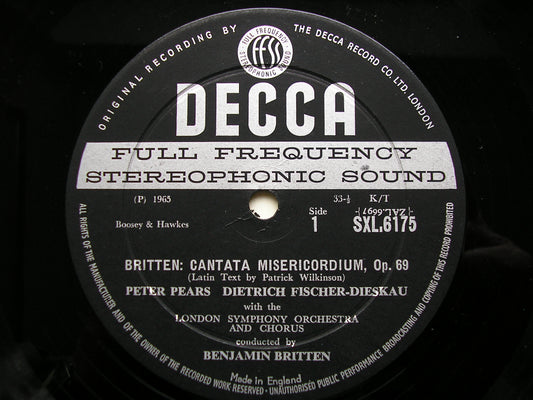 ORIGINAL RECORDING BY THE DECCA RECORD CO. LTD. LONDON
FULL FREQUENCY STEREOPHONIC SOUND
FFSS
DECCA
FULL FREQUENCY
STEREOPHONIC SOUND
(P) 1965 33-⅓ K/T
Boosey & Hawkes Side ZAL.6697
1 SXL.6175
BRITTEN: CANTATA MISERICORDIUM, Op. 69
(Latin Text by Patrick Wilkinson)
PETER PEARS DIETRICH FISCHER-DIESKAU
with the
LONDON SYMPHONY ORCHESTRA
AND CHORUS
conducted by
BENJAMIN BRITTEN
Made in England
ALL RIGHTS OF THE MANUFACTURER AND OF THE OWNER OF THE RECORDED WORK RESERVED. UNAUTHORISED PUBLIC PERFORMANCE BROADCASTING AND COPYING OF THIS RECORD PROHIBITED